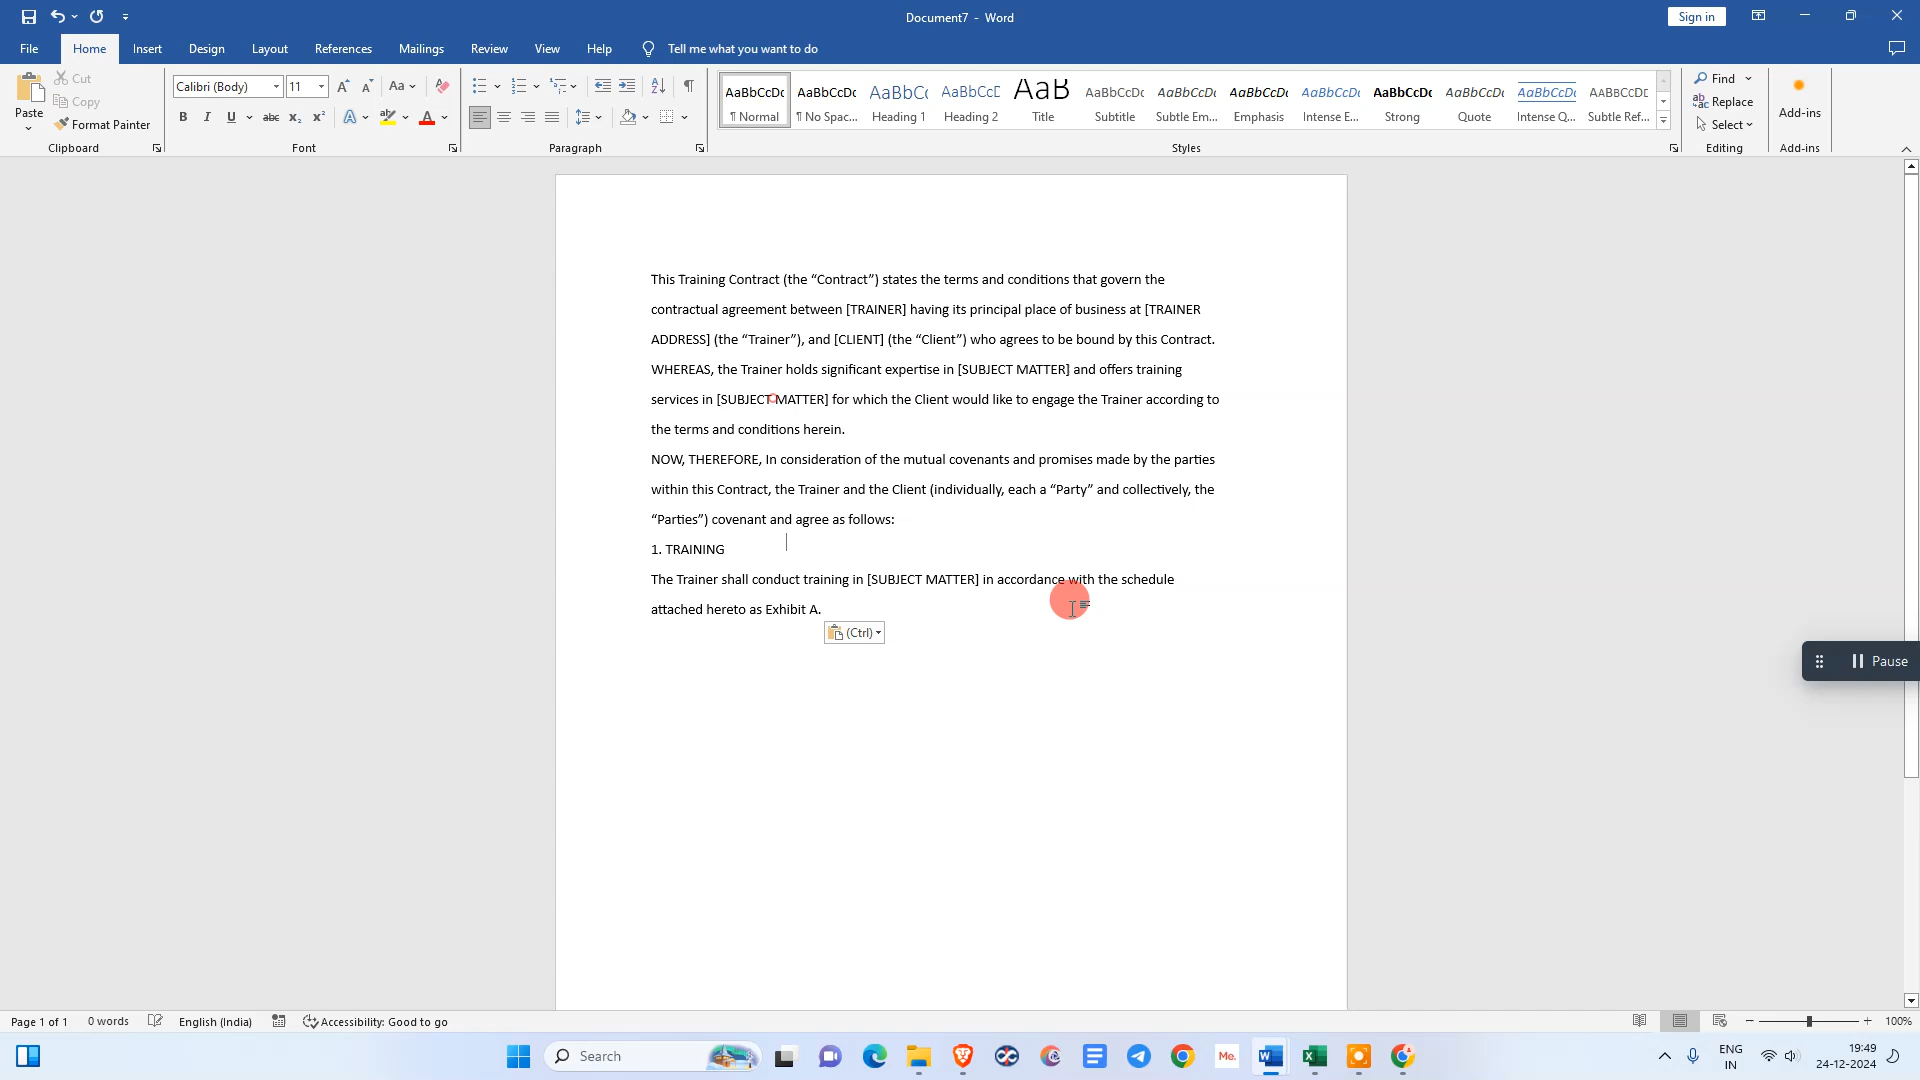 Document7 - Word
Sign in
File Home Insert Design Layout References Mailings Review View Help Tell me what you want to do
Paste
Cut
Copy
Format Painter
Clipboard
Calibri (Body) 11
Font
Paragraph
AaBbCcDc ¶ Normal
AaBbCcDc ¶ No Spac...
AaBbCc Heading 1
AaBbCcE Heading 2
AaB Title
AaBbCcDc Subtitle
AaBbCcDc Subtle Em...
AaBbCcDc Emphasis
AaBbCcDc Intense E...
AaBbCcDc Strong
AaBbCcDc Quote
AaBbCcDc Intense Q...
AABBCCDE Subtle Ref...
Styles
Find
Replace
Select
Editing
Add-ins
Add-ins
This Training Contract (the “Contract”) states the terms and conditions that govern the
contractual agreement between [TRAINER] having its principal place of business at [TRAINER
ADDRESS] (the “Trainer”), and [CLIENT] (the “Client”) who agrees to be bound by this Contract.
WHEREAS, the Trainer holds significant expertise in [SUBJECT MATTER] and offers training
services in [SUBJECT MATTER] for which the Client would like to engage the Trainer according to
the terms and conditions herein.
NOW, THEREFORE, In consideration of the mutual covenants and promises made by the parties
within this Contract, the Trainer and the Client (individually, each a “Party” and collectively, the
“Parties”) covenant and agree as follows:
1. TRAINING
The Trainer shall conduct training in [SUBJECT MATTER] in accordance with the schedule
attached hereto as Exhibit A.
(Ctrl)
Pause
Page 1 of 1 0 words English (India) Accessibility: Good to go 100%
Search
Me.
ENG
IN
19:49
24-12-2024